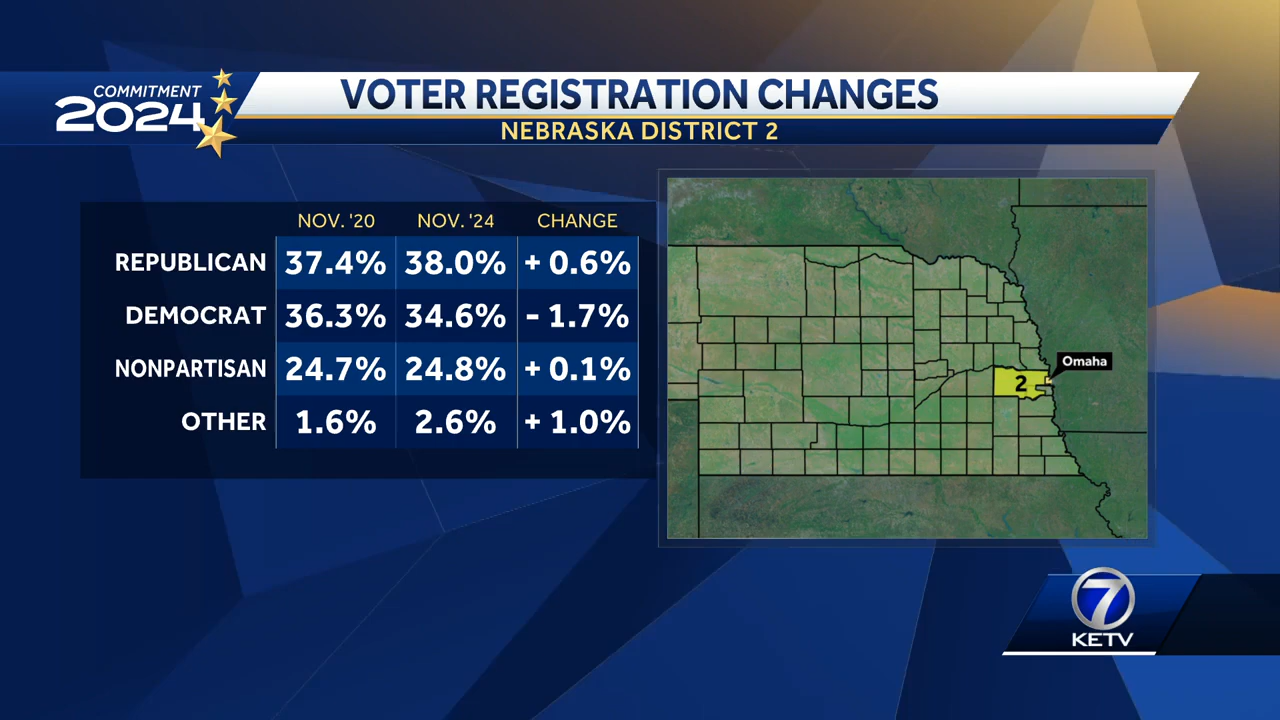 COMMITMENT
2024
VOTER REGISTRATION CHANGES
NEBRASKA DISTRICT 2
NOV. '20 NOV. '24 CHANGE
REPUBLICAN 37.4% 38.0% + 0.6%
DEMOCRAT 36.3% 34.6% - 1.7%
NONPARTISAN 24.7% 24.8% + 0.1%
OTHER 1.6% 2.6% + 1.0%
Omaha
2
7
KETV